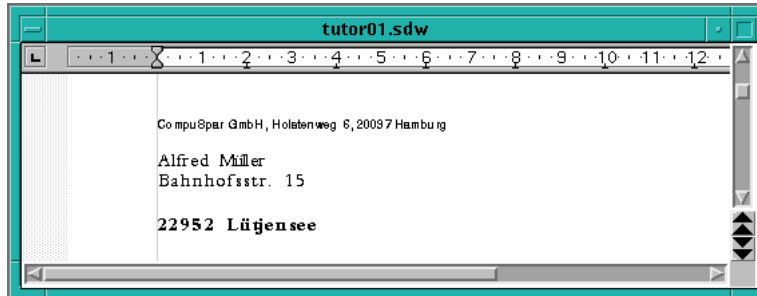 tutor01.sdw
1 1 2 3 4 5 6 7 8 9 10 11 12
CompuSpar GmbH, Holstenweg 6, 20097 Hamburg
Alfred Müller
Bahnhofsstr. 15
22952 Lütjensee